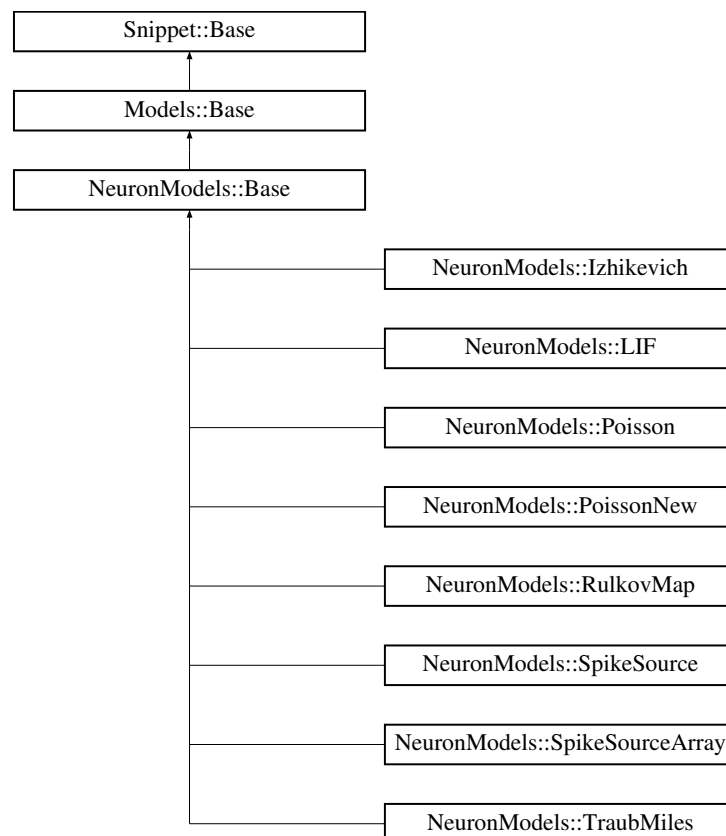 Snippet::Base
Models::Base
NeuronModels::Base
NeuronModels::Izhikevich
NeuronModels::LIF
NeuronModels::Poisson
NeuronModels::PoissonNew
NeuronModels::RulkovMap
NeuronModels::SpikeSource
NeuronModels::SpikeSourceArray
NeuronModels::TraubMiles